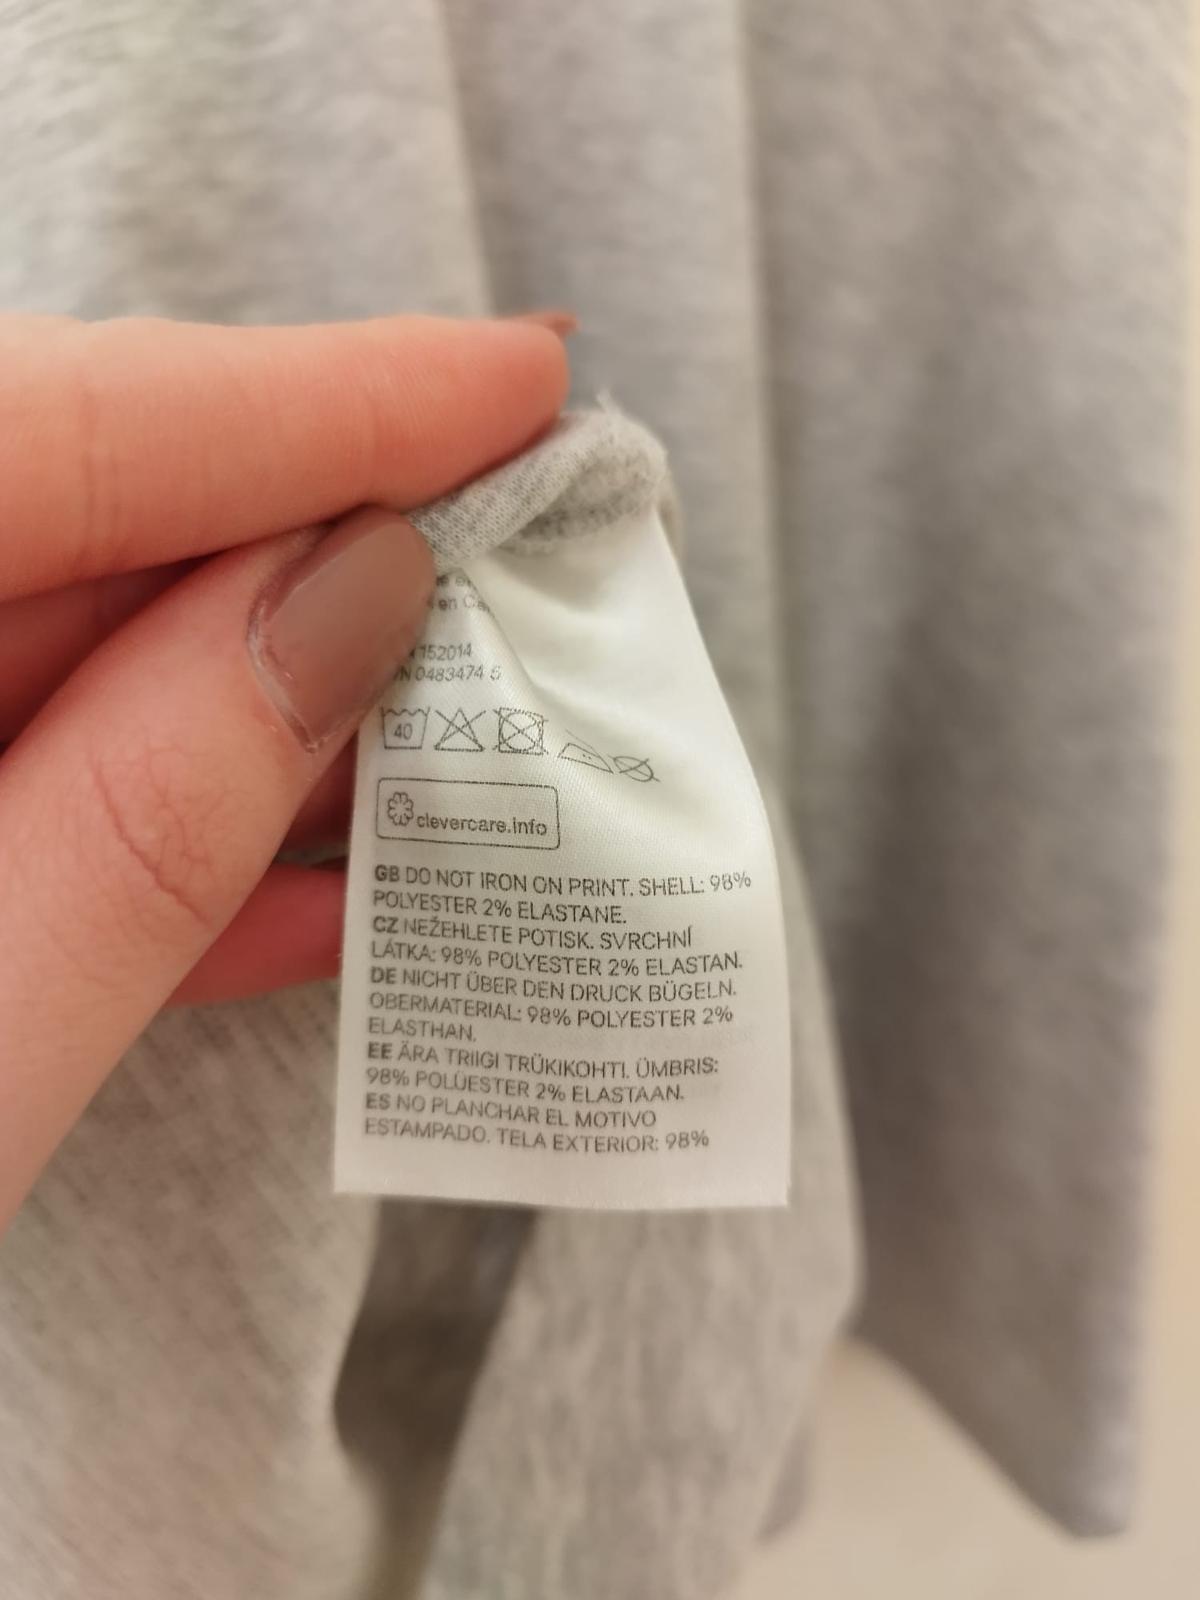 en Ca
152014
N 0483474 5
40
clevercare.info
GB DO NOT IRON ON PRINT. SHELL: 98%
POLYESTER 2% ELASTANE.
CZ NEŽEHLETE POTISK. SVRCHNÍ
LÁTKA: 98% POLYESTER 2% ELASTAN.
DE NICHT ÜBER DEN DRUCK BÜGELN.
OBERMATERIAL: 98% POLYESTER 2%
ELASTHAN.
EE ÄRA TRIIGI TRÜKIKOHTI. ÜMBRIS:
98% POLÜESTER 2% ELASTAAN.
ES NO PLANCHAR EL MOTIVO
ESTAMPADO. TELA EXTERIOR: 98%